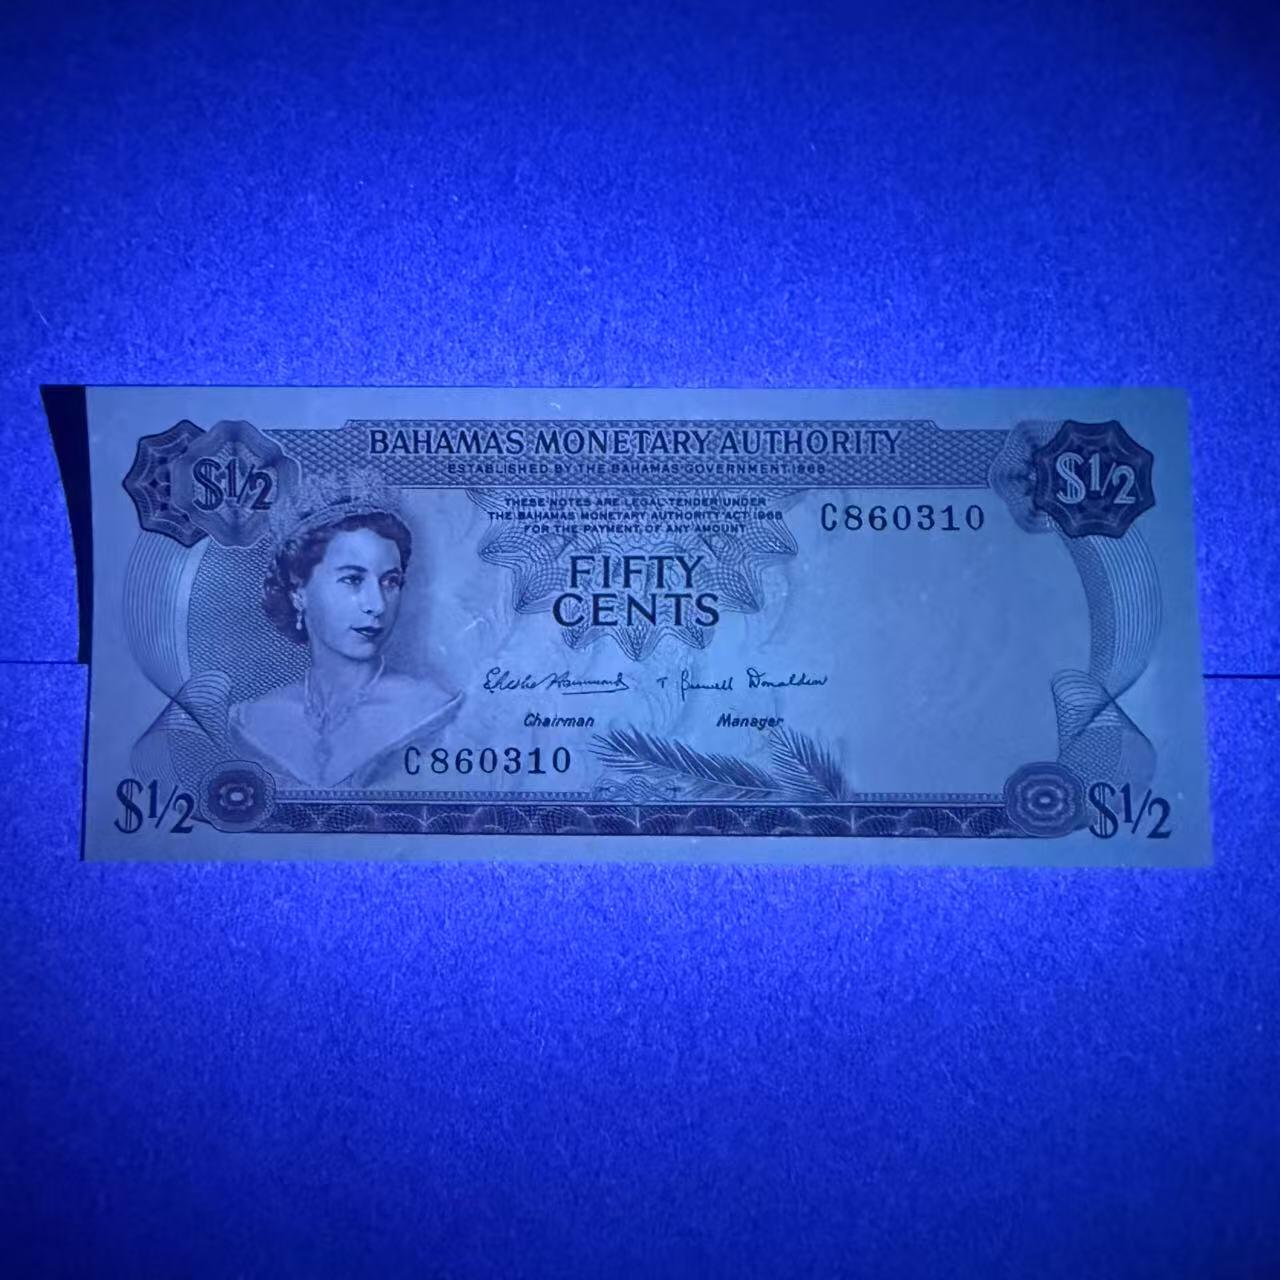 BAHAMAS MONETARY AUTHORITY
ESTABLISHED BY THE BAHAMAS GOVERNMENT 1968
$1/2
$1/2
THESE NOTES ARE LEGAL TENDER UNDER
THE BAHAMAS MONETARY AUTHORITY ACT 1968
FOR THE PAYMENT OF ANY AMOUNT
C860310
FIFTY
CENTS
Donaldson
Chairman Manager
C860310
$1/2
$1/2